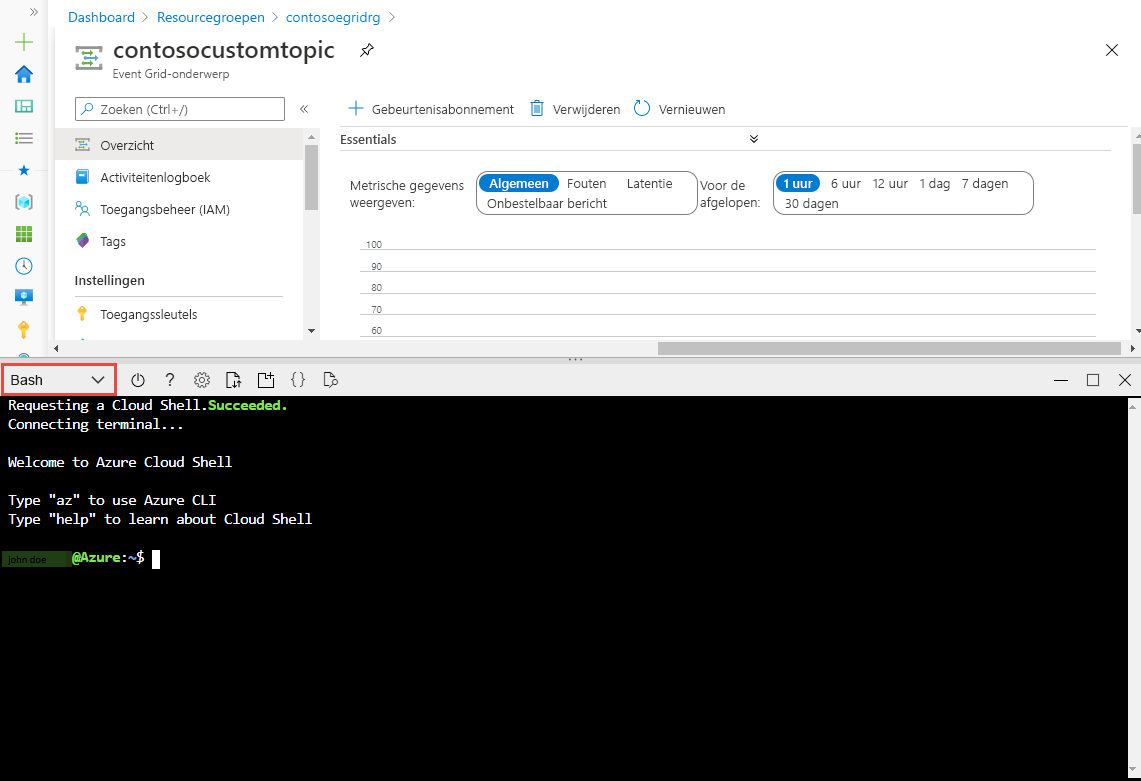 Dashboard > Resourcegroepen > contosoegridrg >
contosocustomtopic
Event Grid-onderwerp
Zoeken (Ctrl+/)
«
Gebeurtenisabonnement
Verwijderen
Vernieuwen
Overzicht
Activiteitenlogboek
Toegangsbeheer (IAM)
Tags
Instellingen
Toegangssleutels
Essentials
Metrische gegevens
weergeven:
Algemeen Fouten Latentie
Onbestelbaar bericht
Voor de
afgelopen:
1 uur 6 uur 12 uur 1 dag 7 dagen
30 dagen
100
90
80
70
60
Bash
?
{}
Requesting a Cloud Shell.Succeeded.
Connecting terminal...
Welcome to Azure Cloud Shell
Type "az" to use Azure CLI
Type "help" to learn about Cloud Shell
john doe @Azure:~$